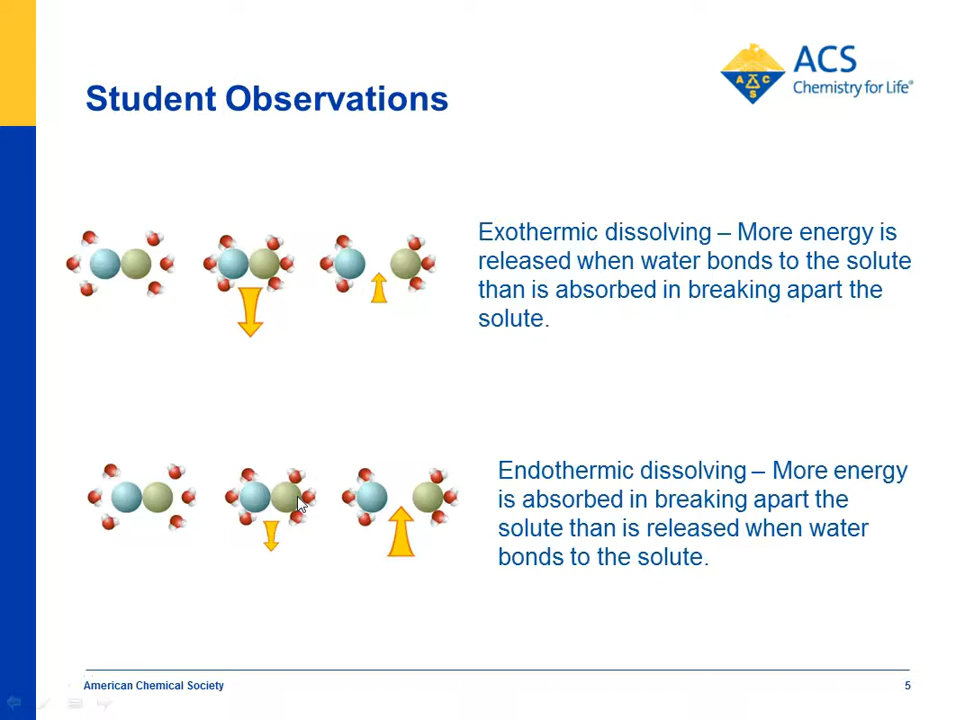 ACS
Chemistry for Life®
A C S
Student Observations
Exothermic dissolving – More energy is
released when water bonds to the solute
than is absorbed in breaking apart the
solute.
Endothermic dissolving – More energy
is absorbed in breaking apart the
solute than is released when water
bonds to the solute.
American Chemical Society
5